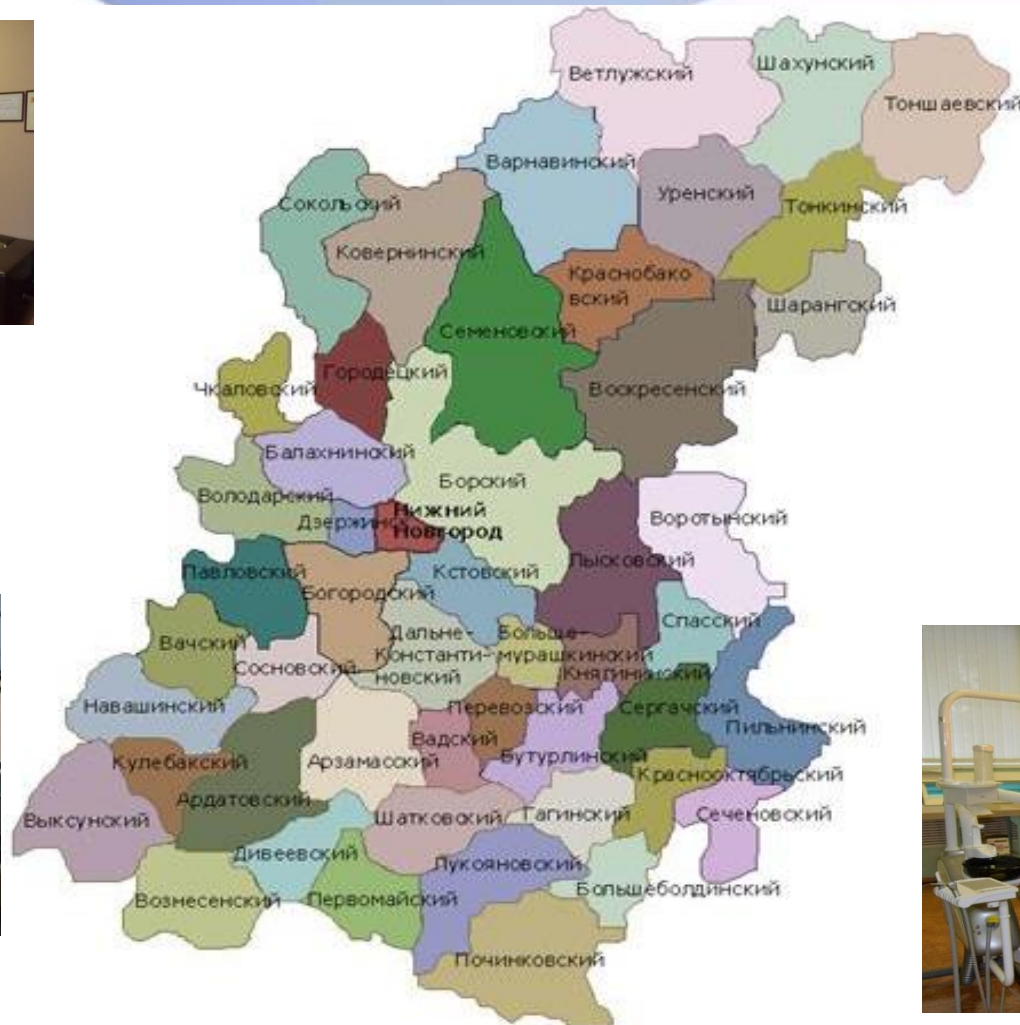 Ветлужский
Шахунский
Тоншаевский
Варнавинский
Уренский
Тонкинский
Сокольский
Ковернинский
Краснобако
вский
Шарангский
Семеновский
Городецкий
Чкаловский
Воскресенский
Балахнинский
Борский
Володарский
Дзержинск
Нижний
Новгород
Воротынский
Лысковский
Павловский
Богородский
Кстовский
Спасский
Вачский
Дальне-
Константи-
новский
Больше-
мурашкинский
Сосновский
Княгининский
Навашинский
Перевозский
Сергачский
Пильнинский
Вадский
Кулебакский
Арзамасский
Бутурлинский
Краснооктябрьский
Ардатовский
Выксунский
Шатковский
Гагинский
Сеченовский
Дивеевский
Лукояновский
Большеболдинский
Вознесенский
Первомайский
Починковский